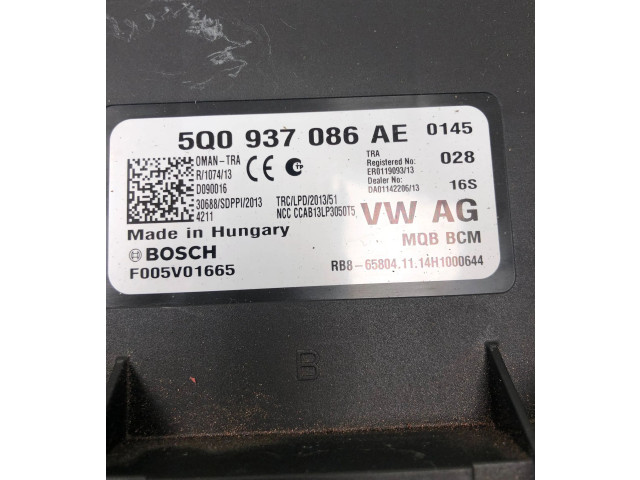 5Q0 937 086 AE 0145
OMAN-TRA
R/1074/13
D090016
30688/SDPPI/2013
4211
CE
TRC/LPD/2013/51
NCC CCAB13LP3050T5
TRA
Registered No:
ER0119093/13
Dealer No:
DA01142206/13
028
16S
VW AG
Made in Hungary
MQB BCM
BOSCH
F005V01665
RB8-65804.11.14H1000644
B